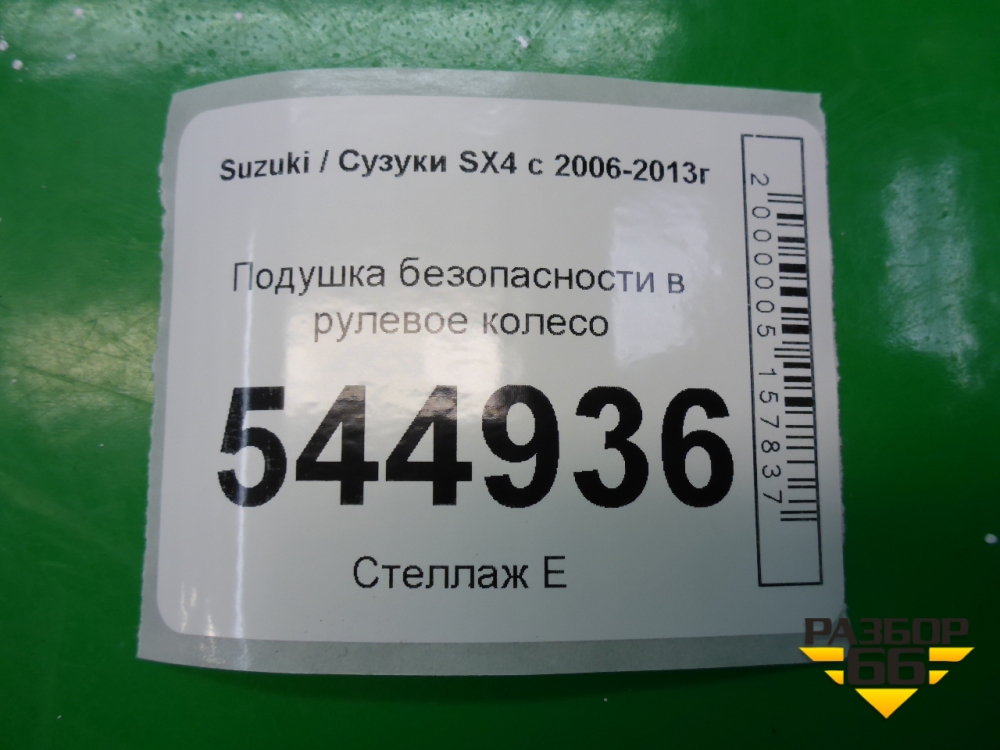 Suzuki / Сузуки SX4 с 2006-2013г
Подушка безопасности в
рулевое колесо
544936
Стеллаж Е
2000005157837
РАЗБОР
66